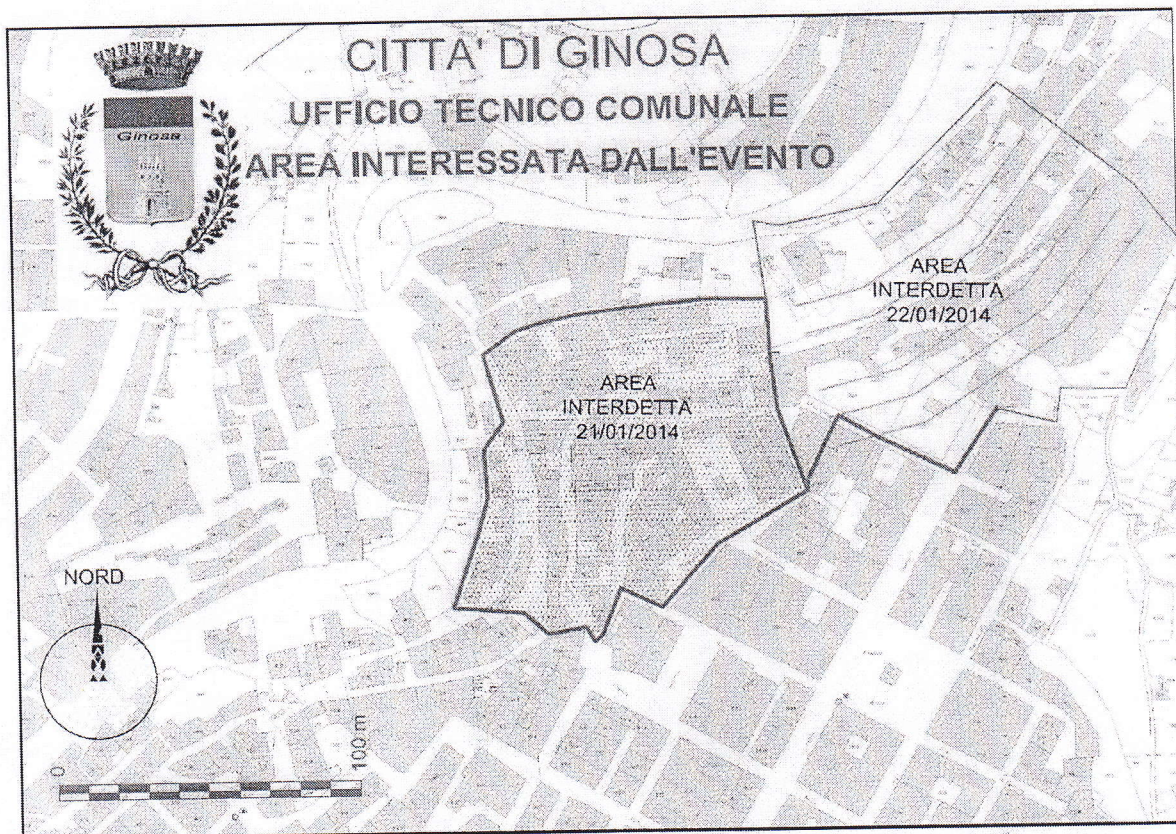 CITTA' DI GINOSA
UFFICIO TECNICO COMUNALE
AREA INTERESSATA DALL'EVENTO
Ginosa
AREA
INTERDETTA
22/01/2014
AREA
INTERDETTA
21/01/2014
NORD
0
100 m